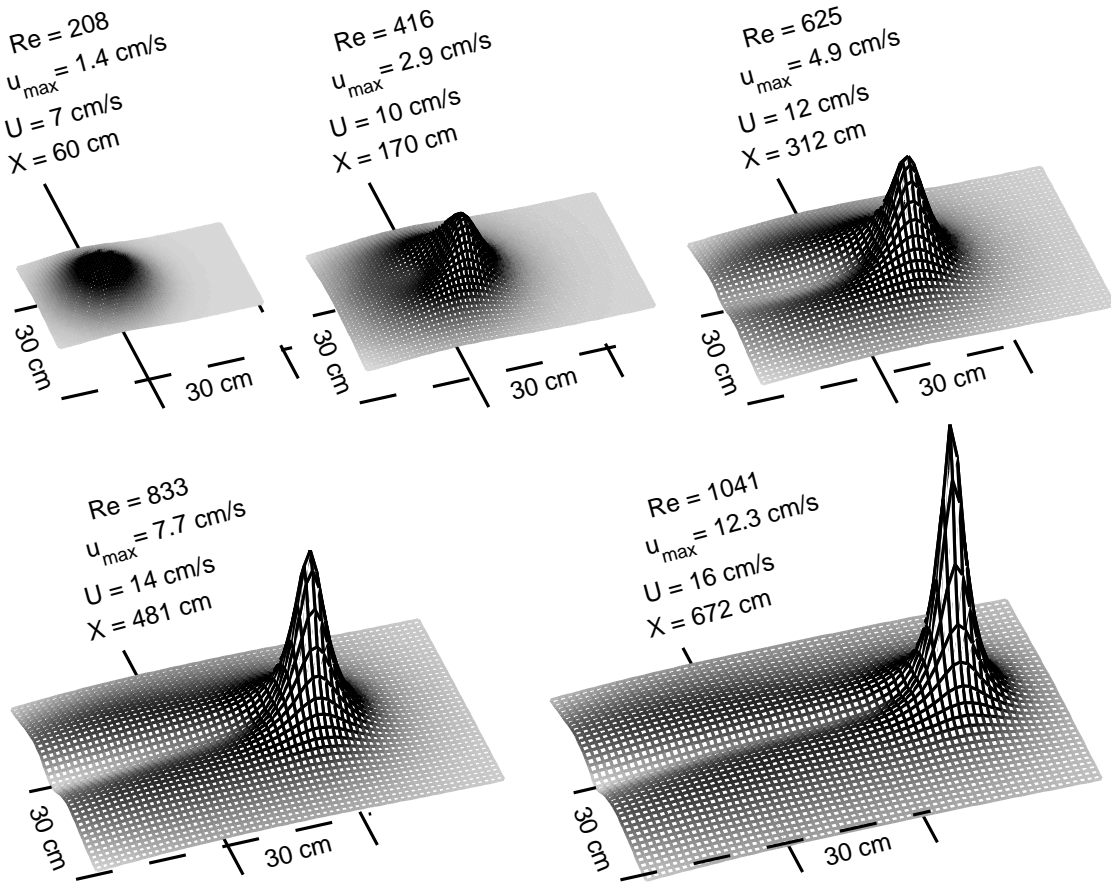 Re = 208
u_max = 1.4 cm/s
U = 7 cm/s
X = 60 cm
30 cm
30 cm
Re = 416
u_max = 2.9 cm/s
U = 10 cm/s
X = 170 cm
30 cm
30 cm
Re = 625
u_max = 4.9 cm/s
U = 12 cm/s
X = 312 cm
30 cm
30 cm
Re = 833
u_max = 7.7 cm/s
U = 14 cm/s
X = 481 cm
30 cm
30 cm
Re = 1041
u_max = 12.3 cm/s
U = 16 cm/s
X = 672 cm
30 cm
30 cm